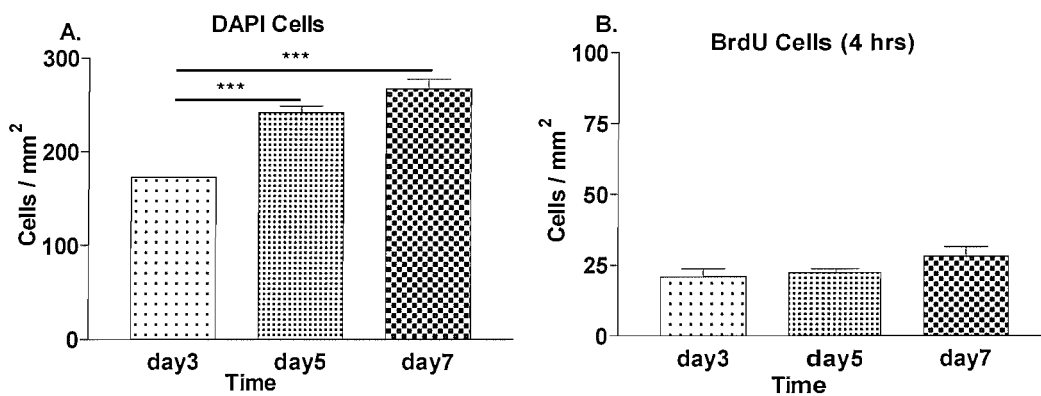 A. DAPI Cells
300
200
100
0
Cells / mm²
***
***
day3 day5 day7
Time
B. BrdU Cells (4 hrs)
100
75
50
25
0
Cells / mm²
day3 day5 day7
Time